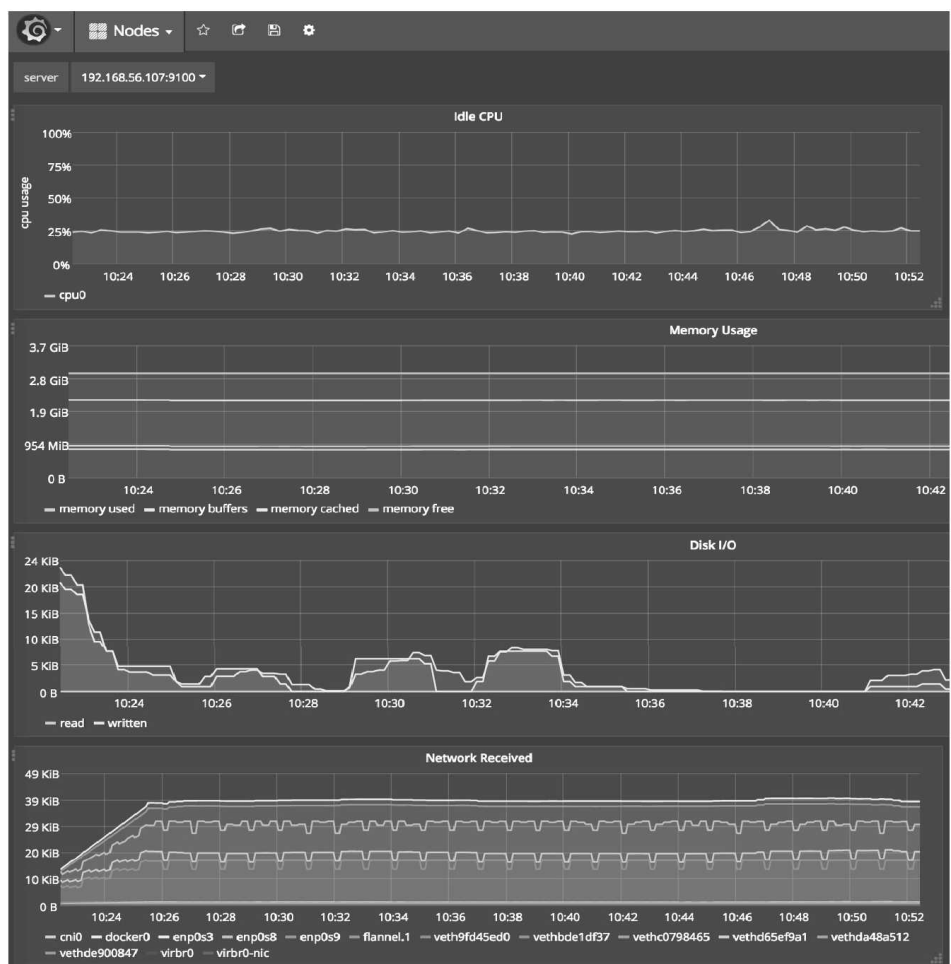 Nodes
server 192.168.56.107:9100
Idle CPU
100%
75%
50%
25%
0%
cpu usage
10:24 10:26 10:28 10:30 10:32 10:34 10:36 10:38 10:40 10:42 10:44 10:46 10:48 10:50 10:52
cpu0
Memory Usage
3.7 GiB
2.8 GiB
1.9 GiB
954 MiB
0 B
10:24 10:26 10:28 10:30 10:32 10:34 10:36 10:38 10:40 10:42
memory used memory buffers memory cached memory free
Disk I/O
24 KiB
20 KiB
15 KiB
10 KiB
5 KiB
0 B
10:24 10:26 10:28 10:30 10:32 10:34 10:36 10:38 10:40 10:42
read written
Network Received
49 KiB
39 KiB
29 KiB
20 KiB
10 KiB
0 B
10:24 10:26 10:28 10:30 10:32 10:34 10:36 10:38 10:40 10:42 10:44 10:46 10:48 10:50 10:52
cni0 docker0 enp0s3 enp0s8 enp0s9 flannel.1 veth9fd45ed0 vethbde1df37 vethc0798465 vethd65ef9a1 vethda48a512
vethde900847 virbr0 virbr0-nic